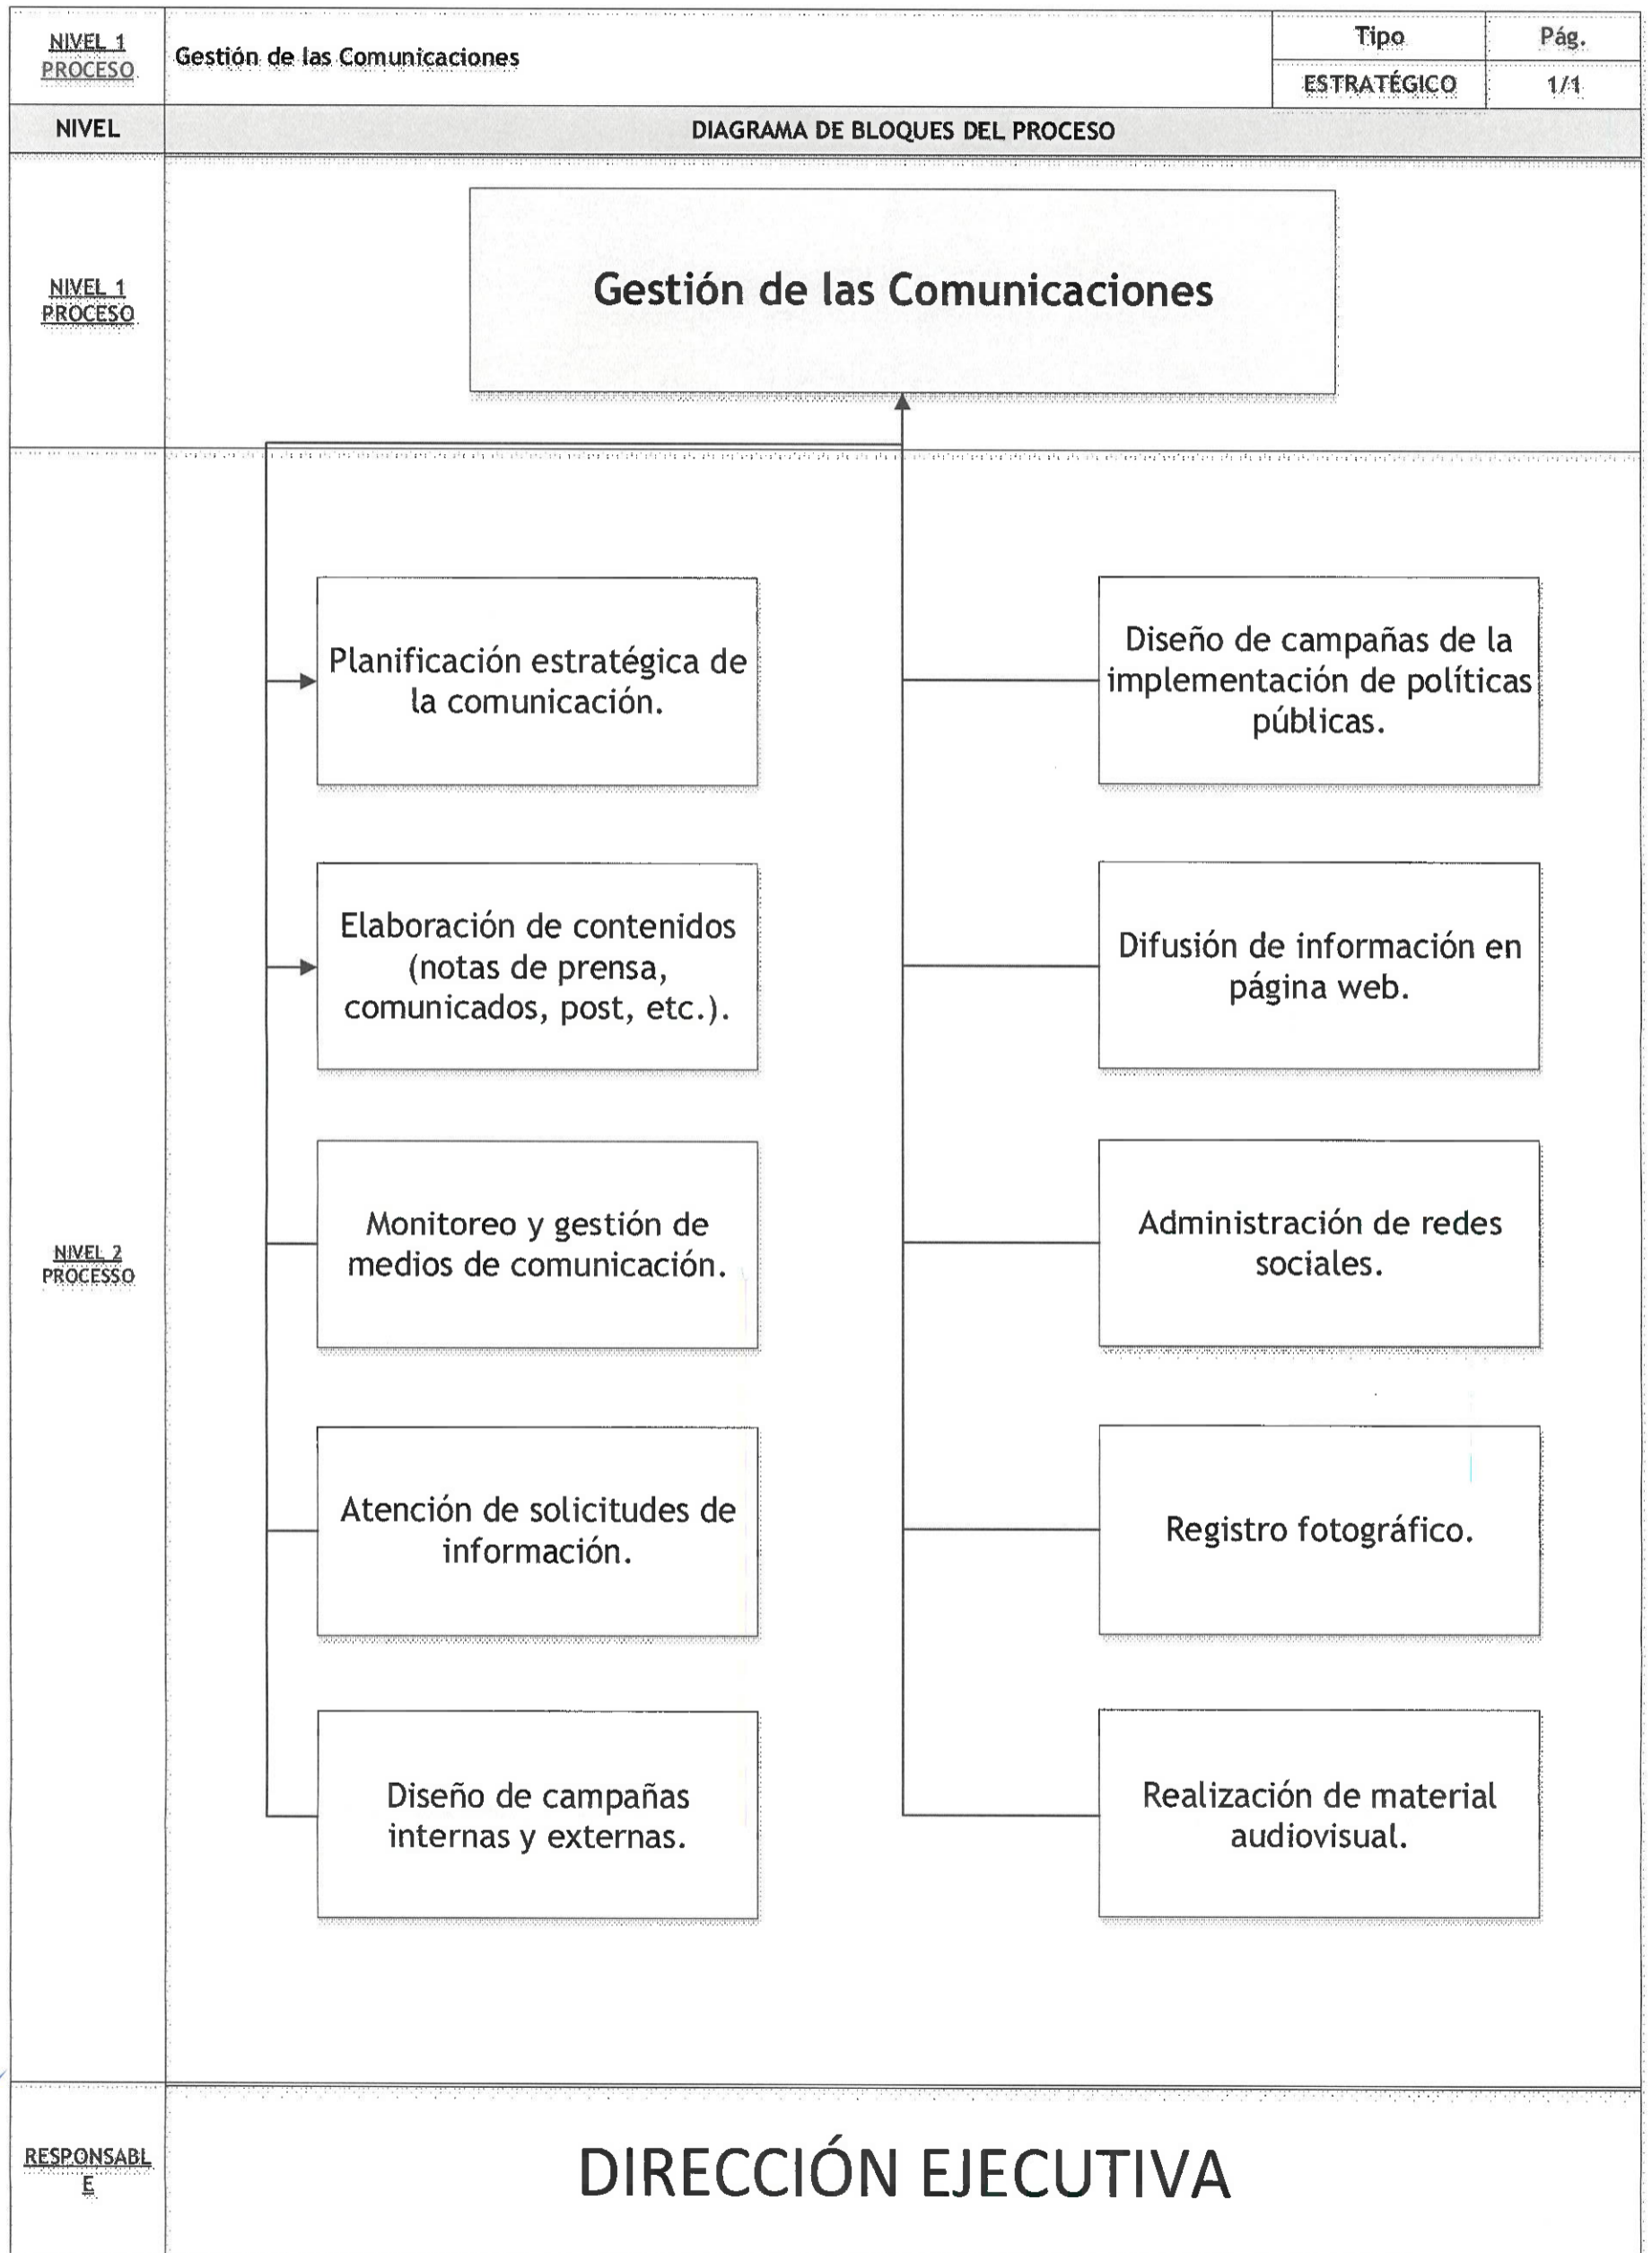 NIVEL 1
PROCESO
Gestión de las Comunicaciones
Tipo
Pág.
ESTRATÉGICO
1/1
NIVEL
DIAGRAMA DE BLOQUES DEL PROCESO
NIVEL 1
PROCESO
Gestión de las Comunicaciones
NIVEL 2
PROCESSO
Planificación estratégica de
la comunicación.
Diseño de campañas de la
implementación de políticas
públicas.
Elaboración de contenidos
(notas de prensa,
comunicados, post, etc.).
Difusión de información en
página web.
Monitoreo y gestión de
medios de comunicación.
Administración de redes
sociales.
Atención de solicitudes de
información.
Registro fotográfico.
Diseño de campañas
internas y externas.
Realización de material
audiovisual.
RESPONSABL
E
DIRECCIÓN EJECUTIVA